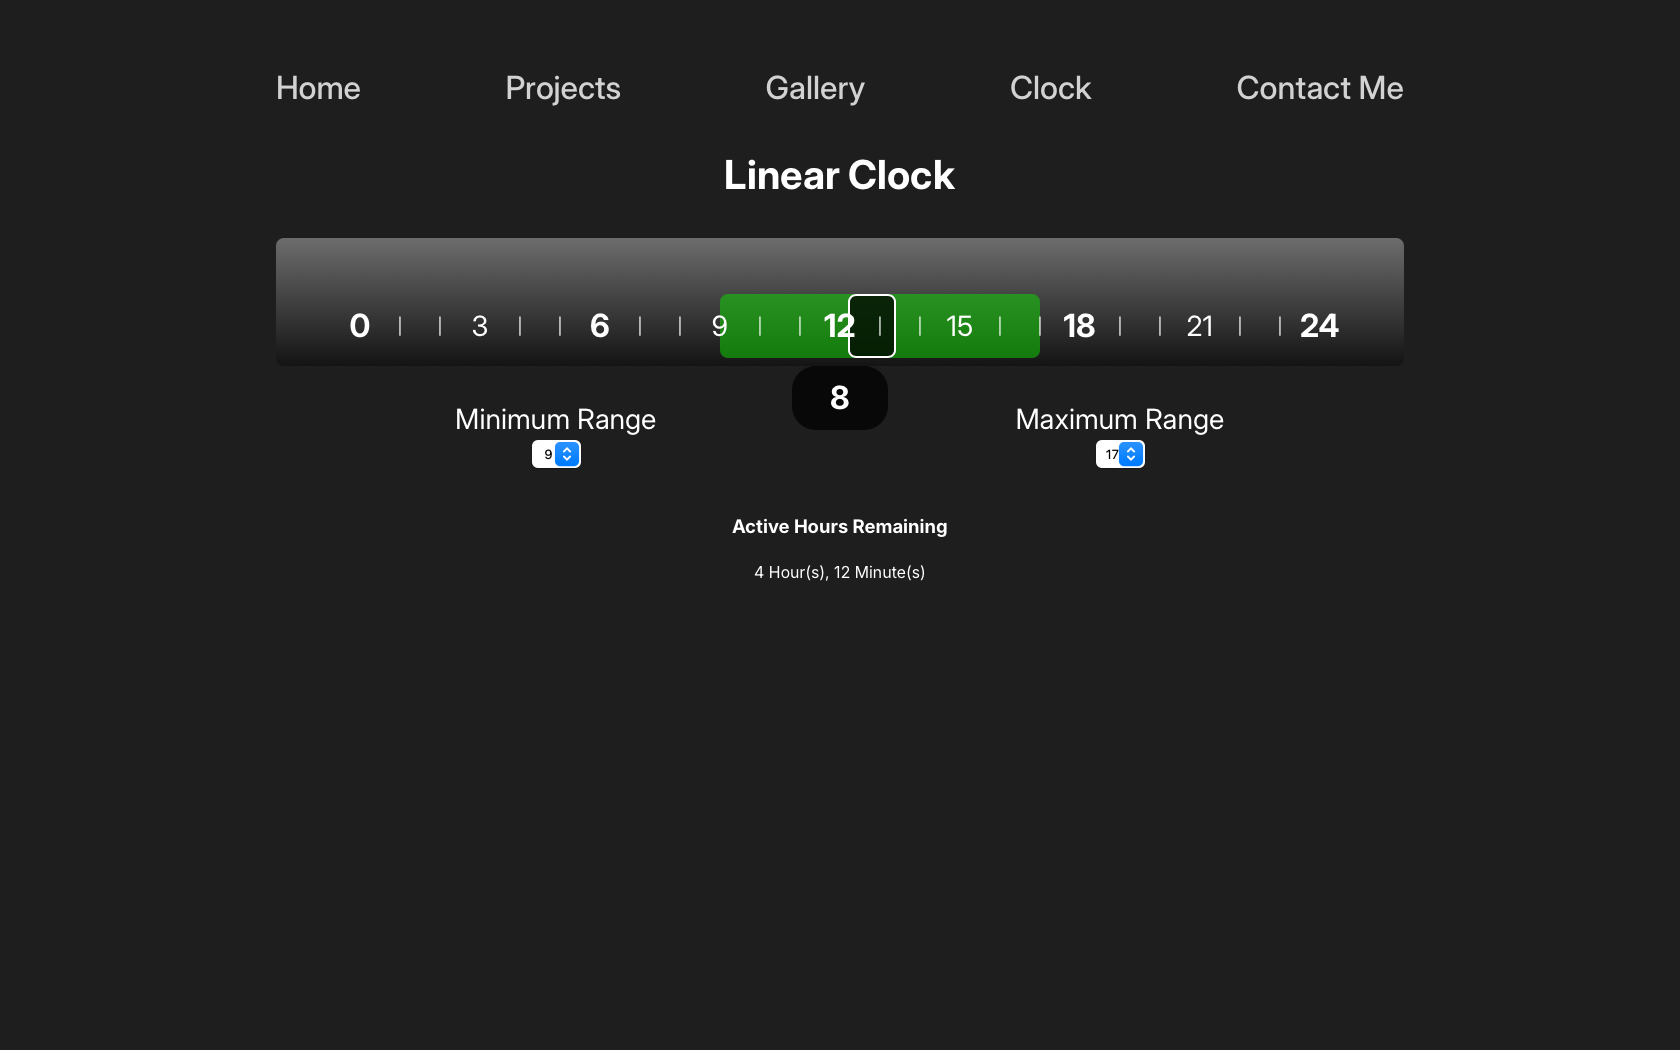 Home Projects Gallery Clock Contact Me
Linear Clock
0 3 6 9 12 15 18 21 24
8
Minimum Range Maximum Range
9 17
Active Hours Remaining
4 Hour(s), 12 Minute(s)